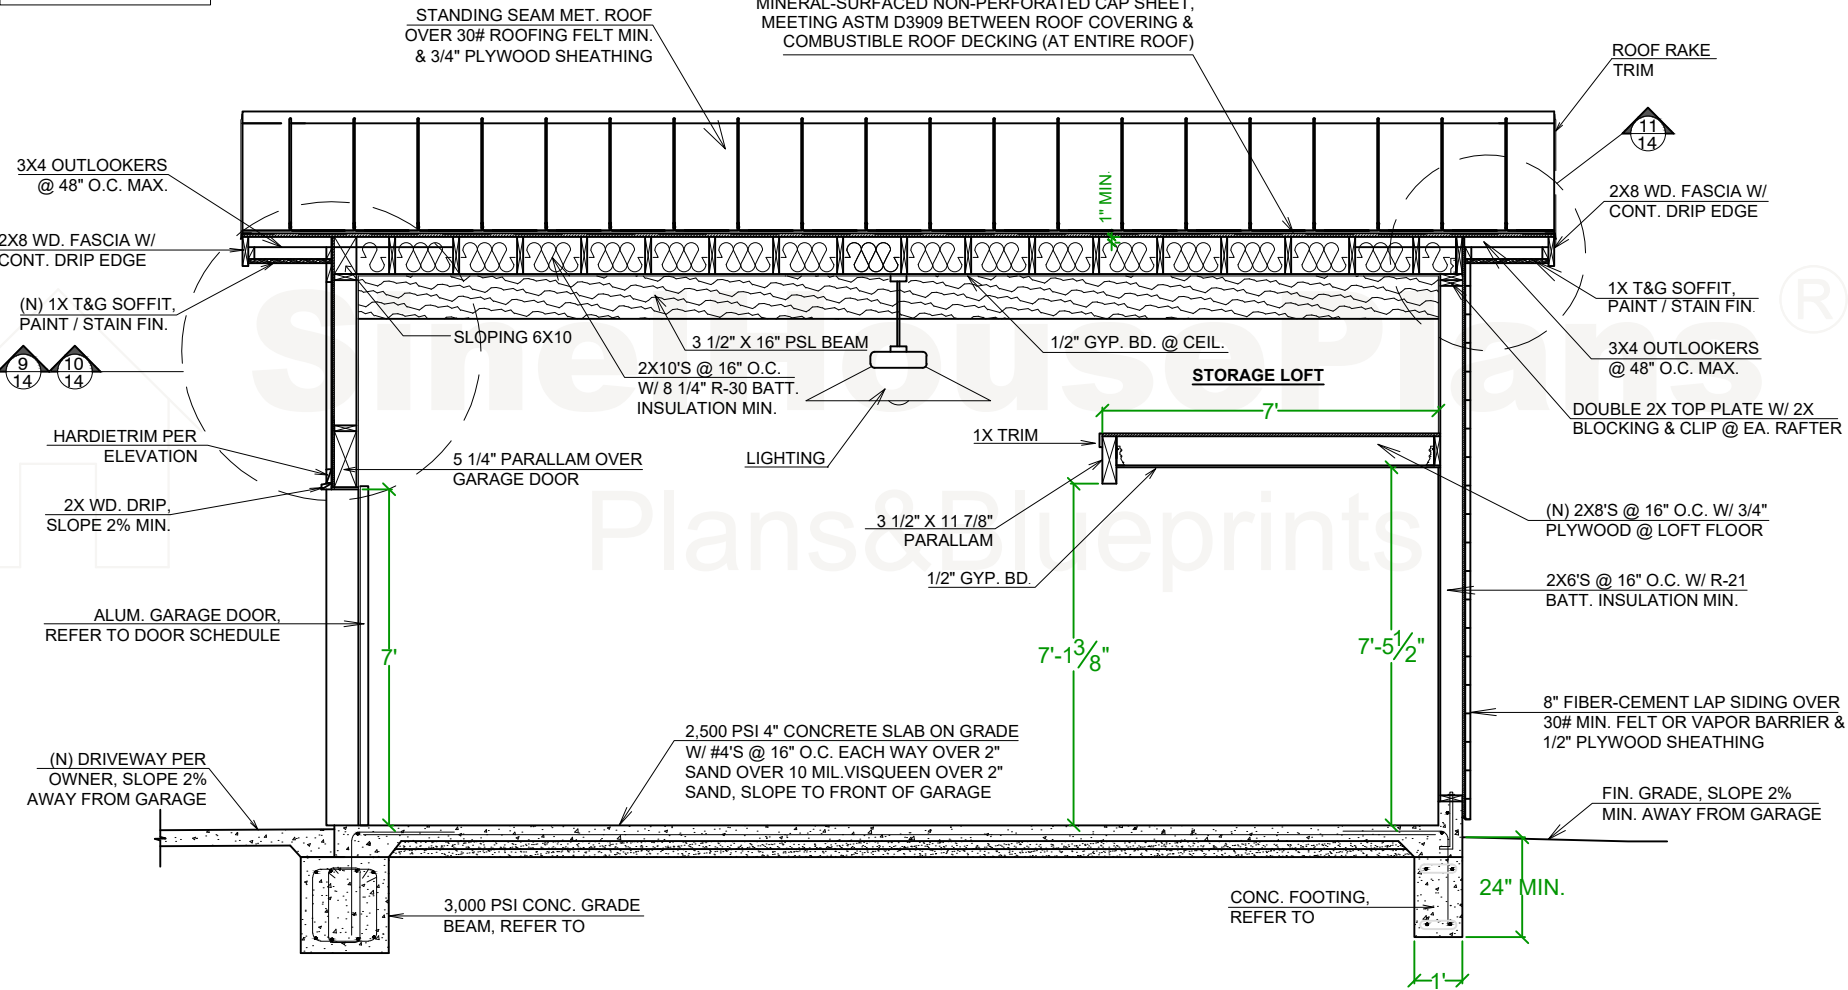 STANDING SEAM MET. ROOF
OVER 30# ROOFING FELT MIN.
& 3/4" PLYWOOD SHEATHING
MINERAL-SURFACED NON-PERFORATED CAP SHEET,
MEETING ASTM D3909 BETWEEN ROOF COVERING &
COMBUSTIBLE ROOF DECKING (AT ENTIRE ROOF)
ROOF RAKE
TRIM
11
14
3X4 OUTLOOKERS
@ 48" O.C. MAX.
2X8 WD. FASCIA W/
CONT. DRIP EDGE
(N) 1X T&G SOFFIT,
PAINT / STAIN FIN.
9
14
10
14
1" MIN.
2X8 WD. FASCIA W/
CONT. DRIP EDGE
1X T&G SOFFIT,
PAINT / STAIN FIN.
3X4 OUTLOOKERS
@ 48" O.C. MAX.
SLOPING 6X10
3 1/2" X 16" PSL BEAM
2X10'S @ 16" O.C.
W/ 8 1/4" R-30 BATT.
INSULATION MIN.
1/2" GYP. BD. @ CEIL.
STORAGE LOFT
7'
DOUBLE 2X TOP PLATE W/ 2X
BLOCKING & CLIP @ EA. RAFTER
HARDIETRIM PER
ELEVATION
5 1/4" PARALLAM OVER
GARAGE DOOR
LIGHTING
1X TRIM
2X WD. DRIP,
SLOPE 2% MIN.
3 1/2" X 11 7/8"
PARALLAM
(N) 2X8'S @ 16" O.C. W/ 3/4"
PLYWOOD @ LOFT FLOOR
1/2" GYP. BD.
2X6'S @ 16" O.C. W/ R-21
BATT. INSULATION MIN.
ALUM. GARAGE DOOR,
REFER TO DOOR SCHEDULE
7'
7'-1 3/8"
7'-5 1/2"
8" FIBER-CEMENT LAP SIDING OVER
30# MIN. FELT OR VAPOR BARRIER &
1/2" PLYWOOD SHEATHING
2,500 PSI 4" CONCRETE SLAB ON GRADE
W/ #4'S @ 16" O.C. EACH WAY OVER 2"
SAND OVER 10 MIL.VISQUEEN OVER 2"
SAND, SLOPE TO FRONT OF GARAGE
(N) DRIVEWAY PER
OWNER, SLOPE 2%
AWAY FROM GARAGE
FIN. GRADE, SLOPE 2%
MIN. AWAY FROM GARAGE
3,000 PSI CONC. GRADE
BEAM, REFER TO
CONC. FOOTING,
REFER TO
24" MIN.
1'
SineHousePlans®
Plans&Blueprints